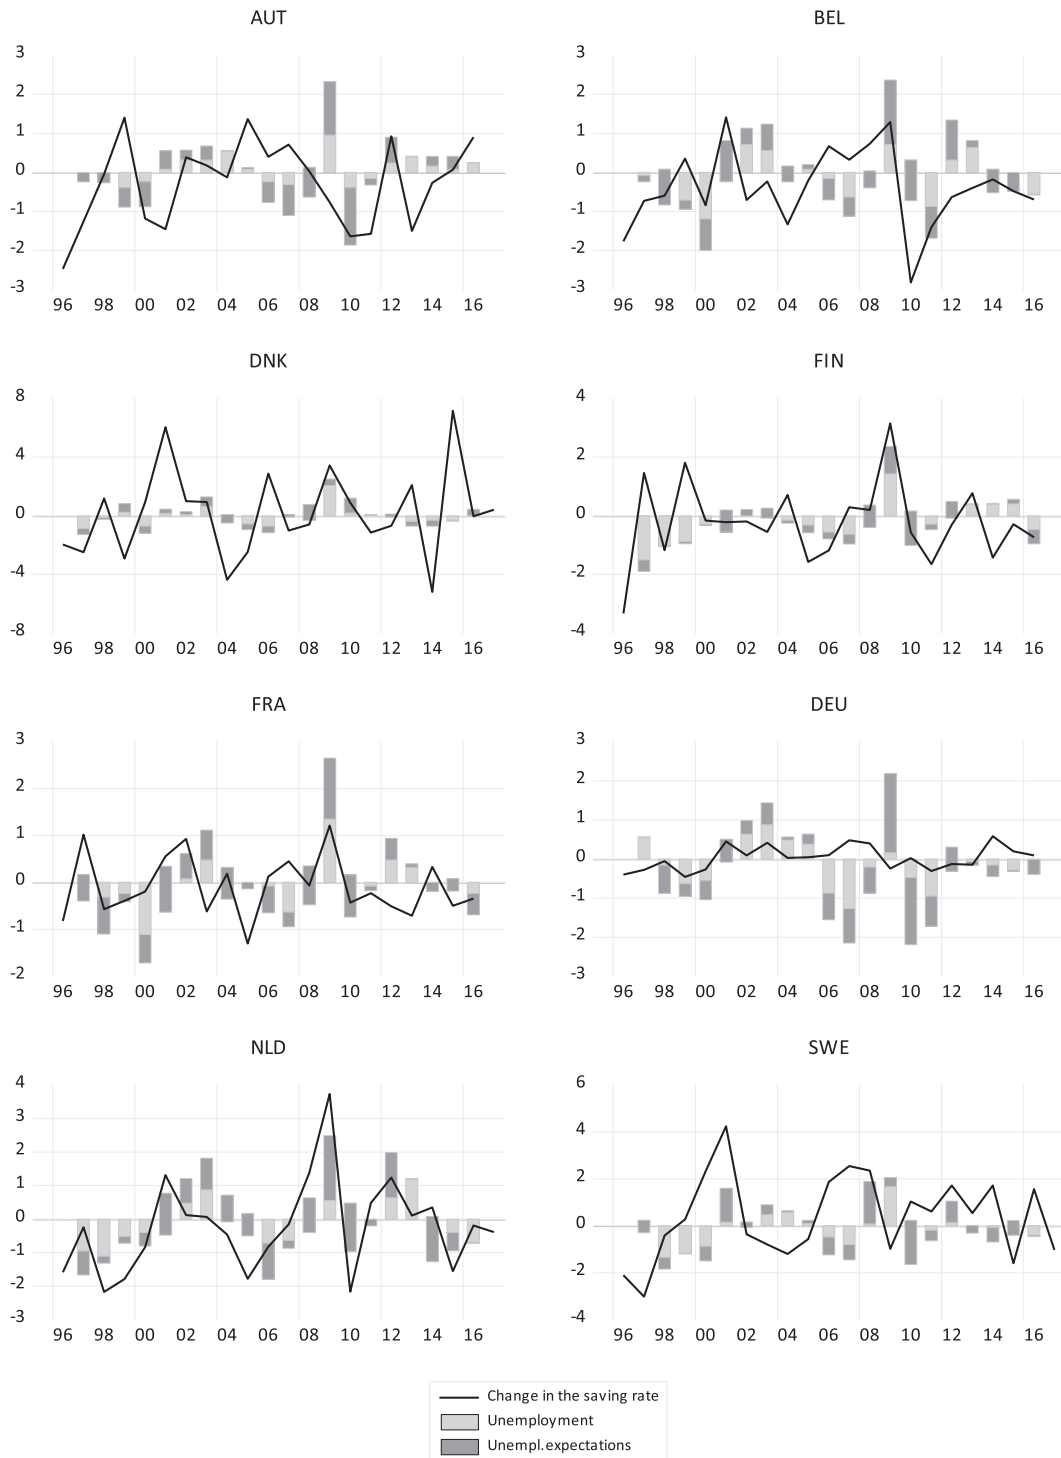 AUT BEL
3 3
2 2
1 1
0 0
-1 -1
-2 -2
-3 -3
96 98 00 02 04 06 08 10 12 14 16 96 98 00 02 04 06 08 10 12 14 16
DNK FIN
8 4
4 2
0 0
-4 -2
-8 -4
96 98 00 02 04 06 08 10 12 14 16 96 98 00 02 04 06 08 10 12 14 16
FRA DEU
3 3
2 2
1 1
0 0
-1 -1
-2 -2
-3
96 98 00 02 04 06 08 10 12 14 16 96 98 00 02 04 06 08 10 12 14 16
NLD SWE
4 6
3 4
2 2
1 0
0 -2
-1 -4
-2
-3
96 98 00 02 04 06 08 10 12 14 16 96 98 00 02 04 06 08 10 12 14 16
Change in the saving rate
Unemployment
Unempl.expectations